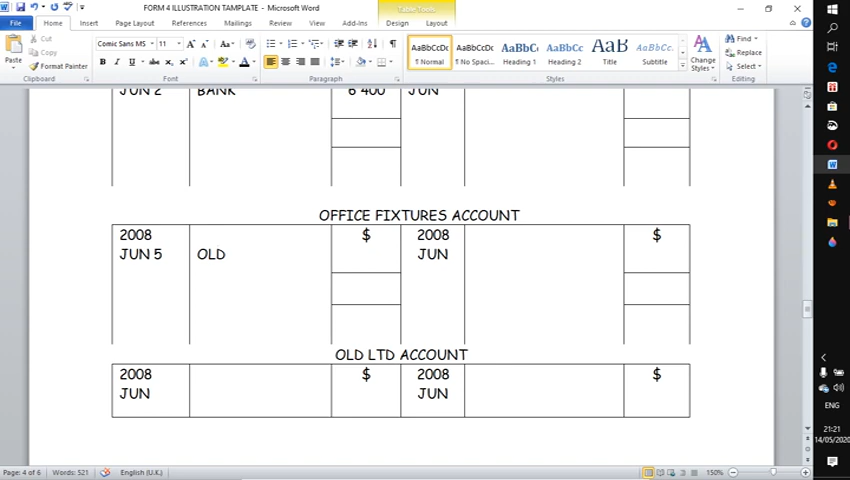 FORM 4 ILLUSTRATION TAMPLATE - Microsoft Word
Table Tools
File Home Insert Page Layout References Mailings Review View Add-Ins Design Layout
Cut
Copy
Format Painter
Paste
Comic Sans MS 11
Clipboard Font Paragraph Styles Editing
AaBbCcDc AaBbCcDc AaBbC AaBbCc AaB AaBbCc.
¶ Normal ¶ No Spaci... Heading 1 Heading 2 Title Subtitle
Change
Styles
Find
Replace
Select
JUN 2 BANK 6 400 JUN
OFFICE FIXTURES ACCOUNT
2008 $ 2008 $
JUN 5 OLD JUN
OLD LTD ACCOUNT
2008 $ 2008 $
JUN JUN
Page: 4 of 6 Words: 521 English (U.K.) 150%
ENG
21:21
14/05/2020